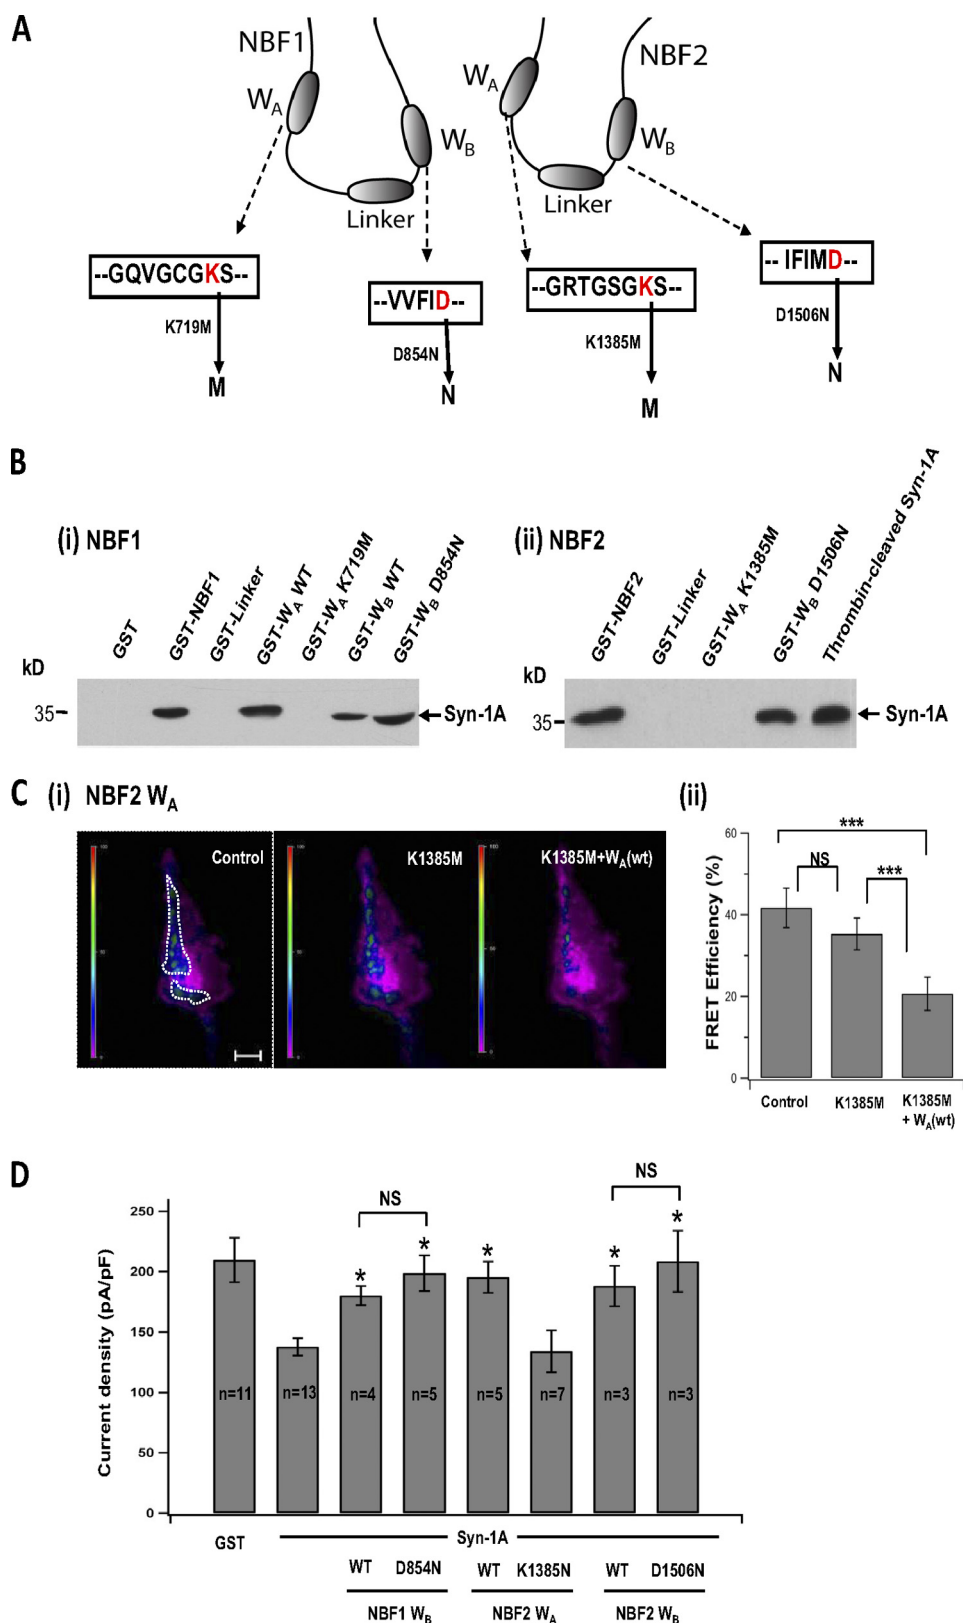 A
NBF1
NBF2
WA
WA
WB
WB
Linker
Linker
--GQVGCGKS--
--VVFID--
--GRTGSGKS--
-- IFIMD--
K719M
D854N
K1385M
D1506N
M
N
M
N
B
(i) NBF1
(ii) NBF2
GST
GST-NBF1
GST-Linker
GST-WA WT
GST-WA K719M
GST-WB WT
GST-WB D854N
GST-NBF2
GST-Linker
GST-WA K1385M
GST-WB D1506N
Thrombin-cleaved Syn-1A
kD
35
Syn-1A
kD
35
Syn-1A
C (i) NBF2 WA
(ii)
Control
K1385M
K1385M+WA(wt)
FRET Efficiency (%)
60
40
20
0
NS
***
***
Control
K1385M
K1385M
+ WA(wt)
D
Current density (pA/pF)
250
200
150
100
50
0
NS
NS
*
*
*
*
*
n=11
n=13
n=4
n=5
n=5
n=7
n=3
n=3
GST
Syn-1A
WT D854N WT K1385N WT D1506N
NBF1 WB NBF2 WA NBF2 WB